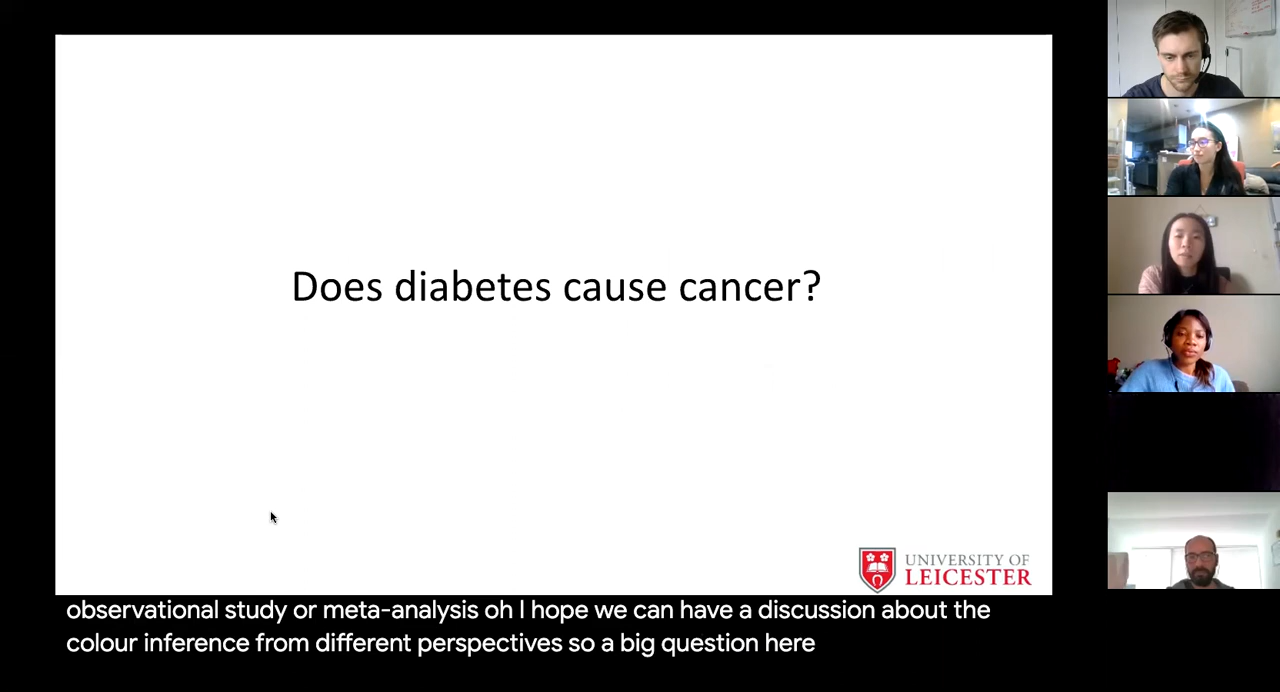 Does diabetes cause cancer?
UNIVERSITY OF
LEICESTER
observational study or meta-analysis oh I hope we can have a discussion about the
colour inference from different perspectives so a big question here